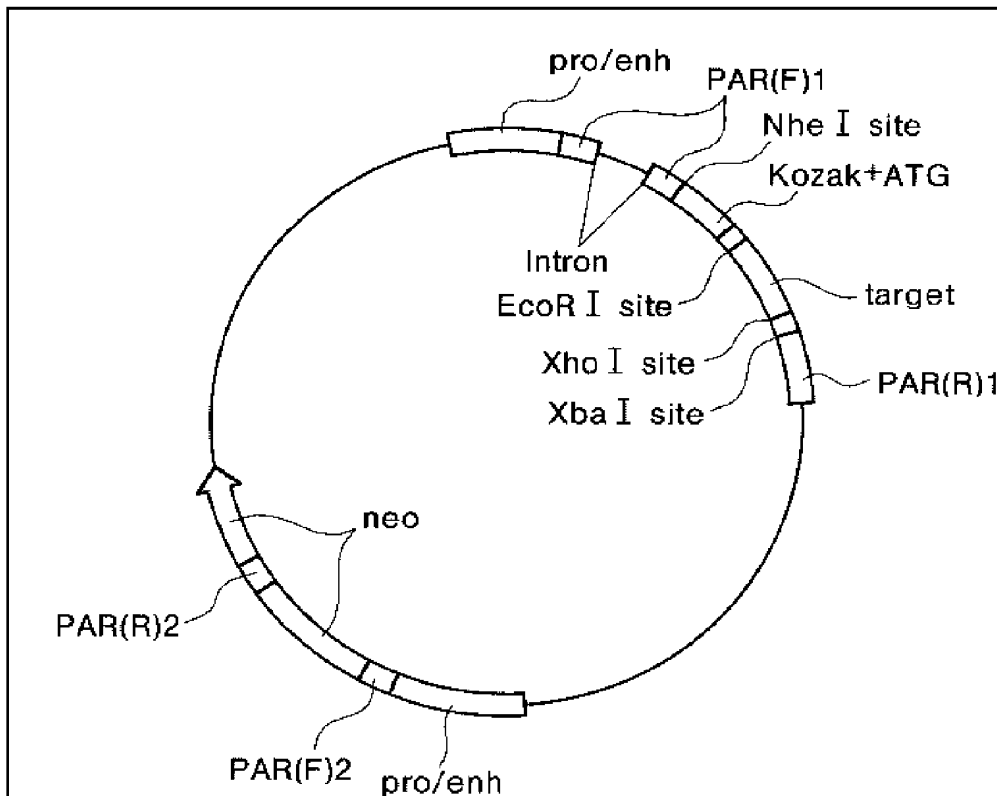 pro/enh
PAR(F)1
Nhe I site
Kozak+ATG
Intron
EcoR I site
target
Xho I site
PAR(R)1
Xba I site
neo
PAR(R)2
PAR(F)2
pro/enh